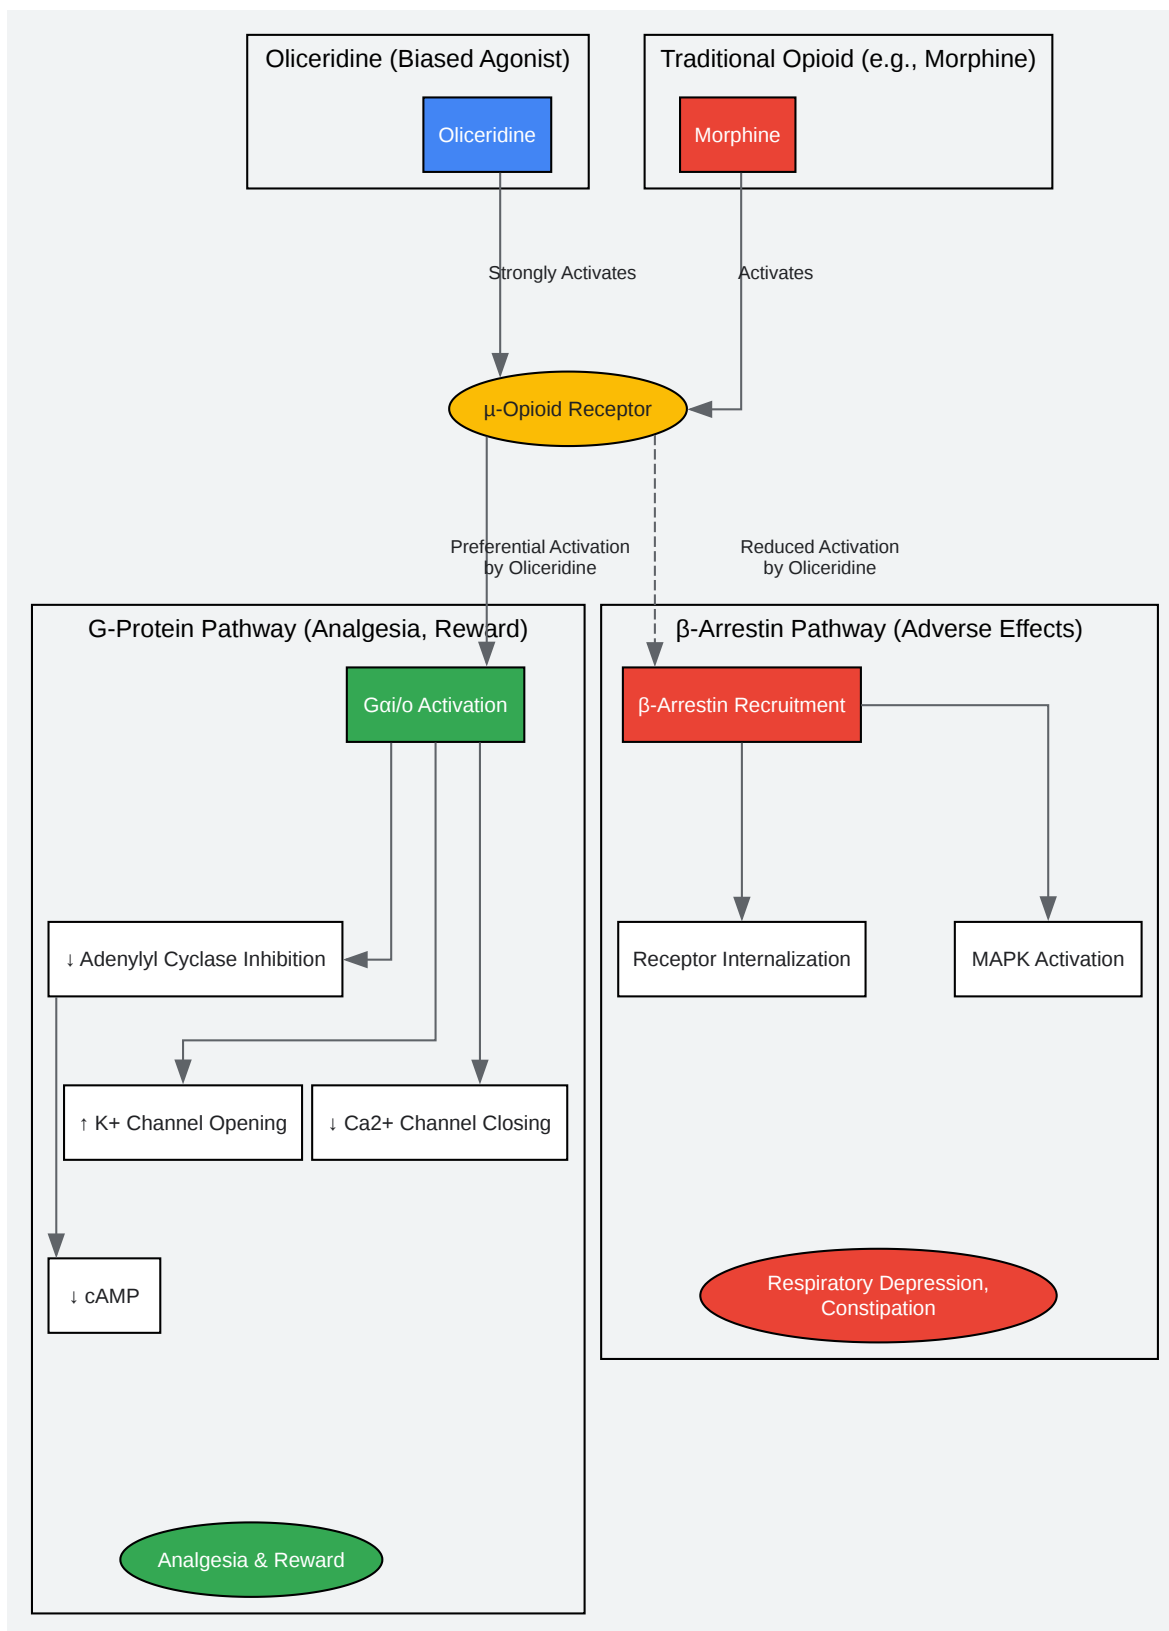 Oliceridine (Biased Agonist)
Traditional Opioid (e.g., Morphine)
Oliceridine
Morphine
Strongly Activates
Activates
μ-Opioid Receptor
Preferential Activation
by Oliceridine
Reduced Activation
by Oliceridine
G-Protein Pathway (Analgesia, Reward)
β-Arrestin Pathway (Adverse Effects)
Gαi/o Activation
β-Arrestin Recruitment
↓ Adenylyl Cyclase Inhibition
Receptor Internalization
MAPK Activation
↑ K+ Channel Opening
↓ Ca2+ Channel Closing
↓ cAMP
Respiratory Depression,
Constipation
Analgesia & Reward